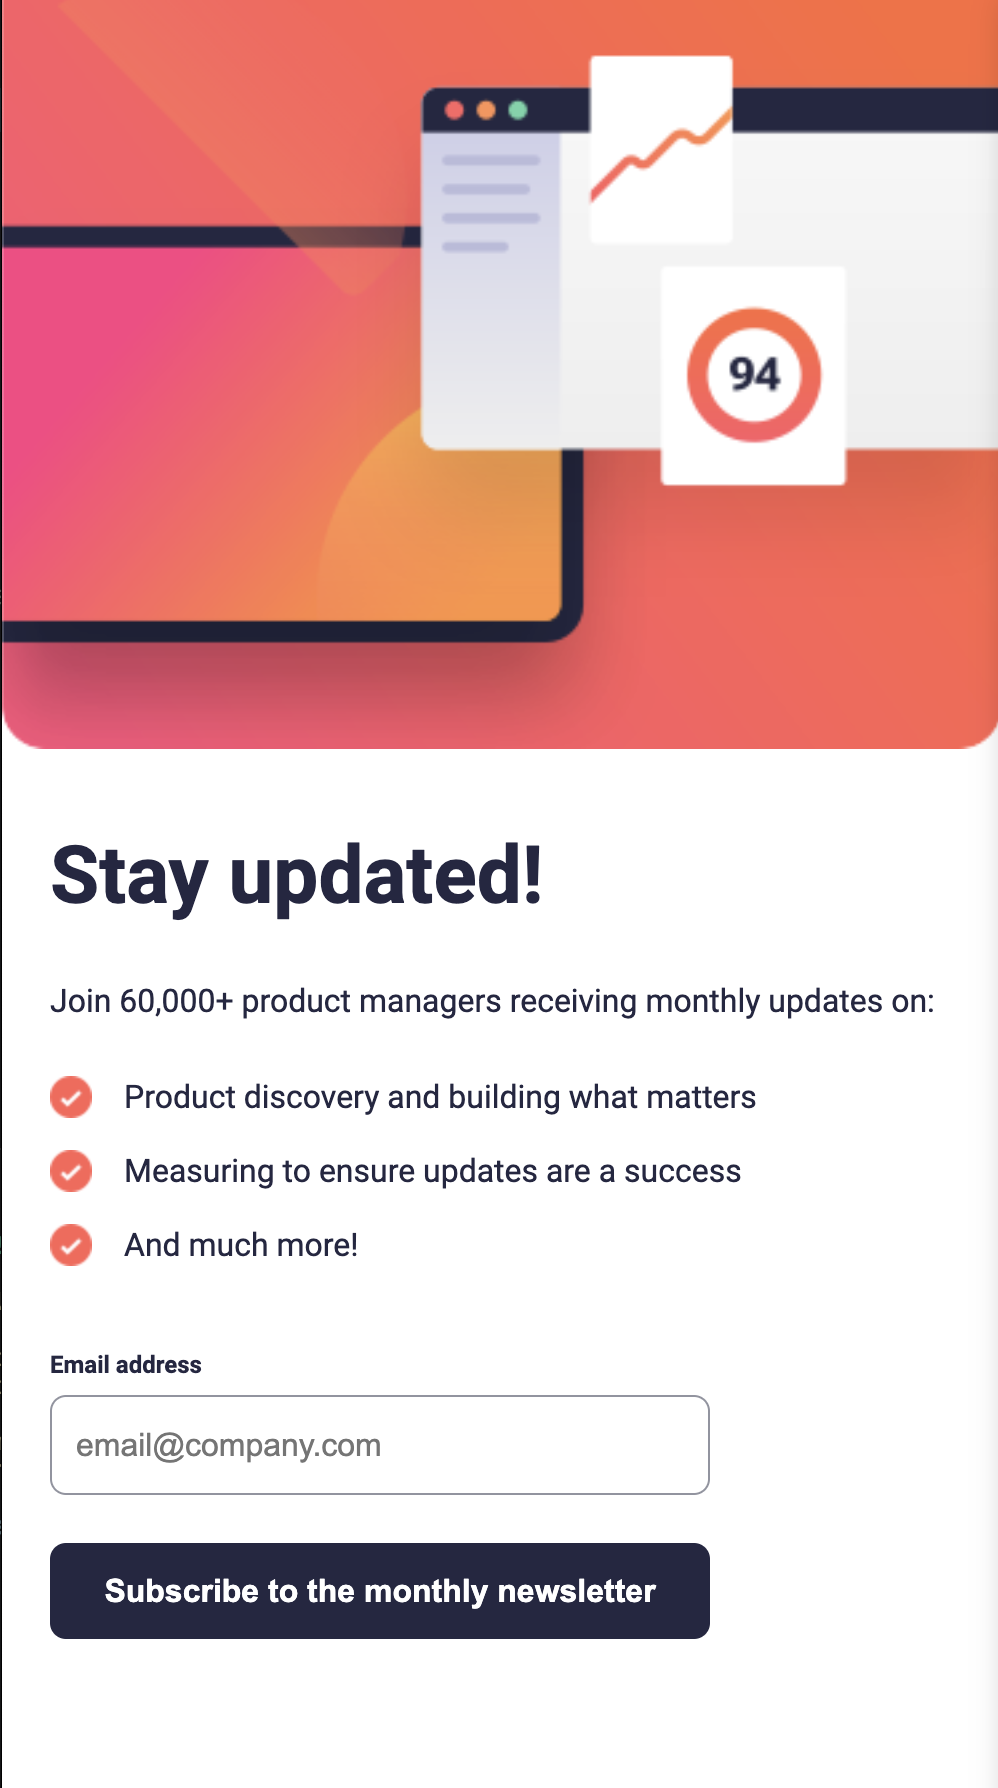 94
Stay updated!
Join 60,000+ product managers receiving monthly updates on:
Product discovery and building what matters
Measuring to ensure updates are a success
And much more!
Email address
email@company.com
Subscribe to the monthly newsletter